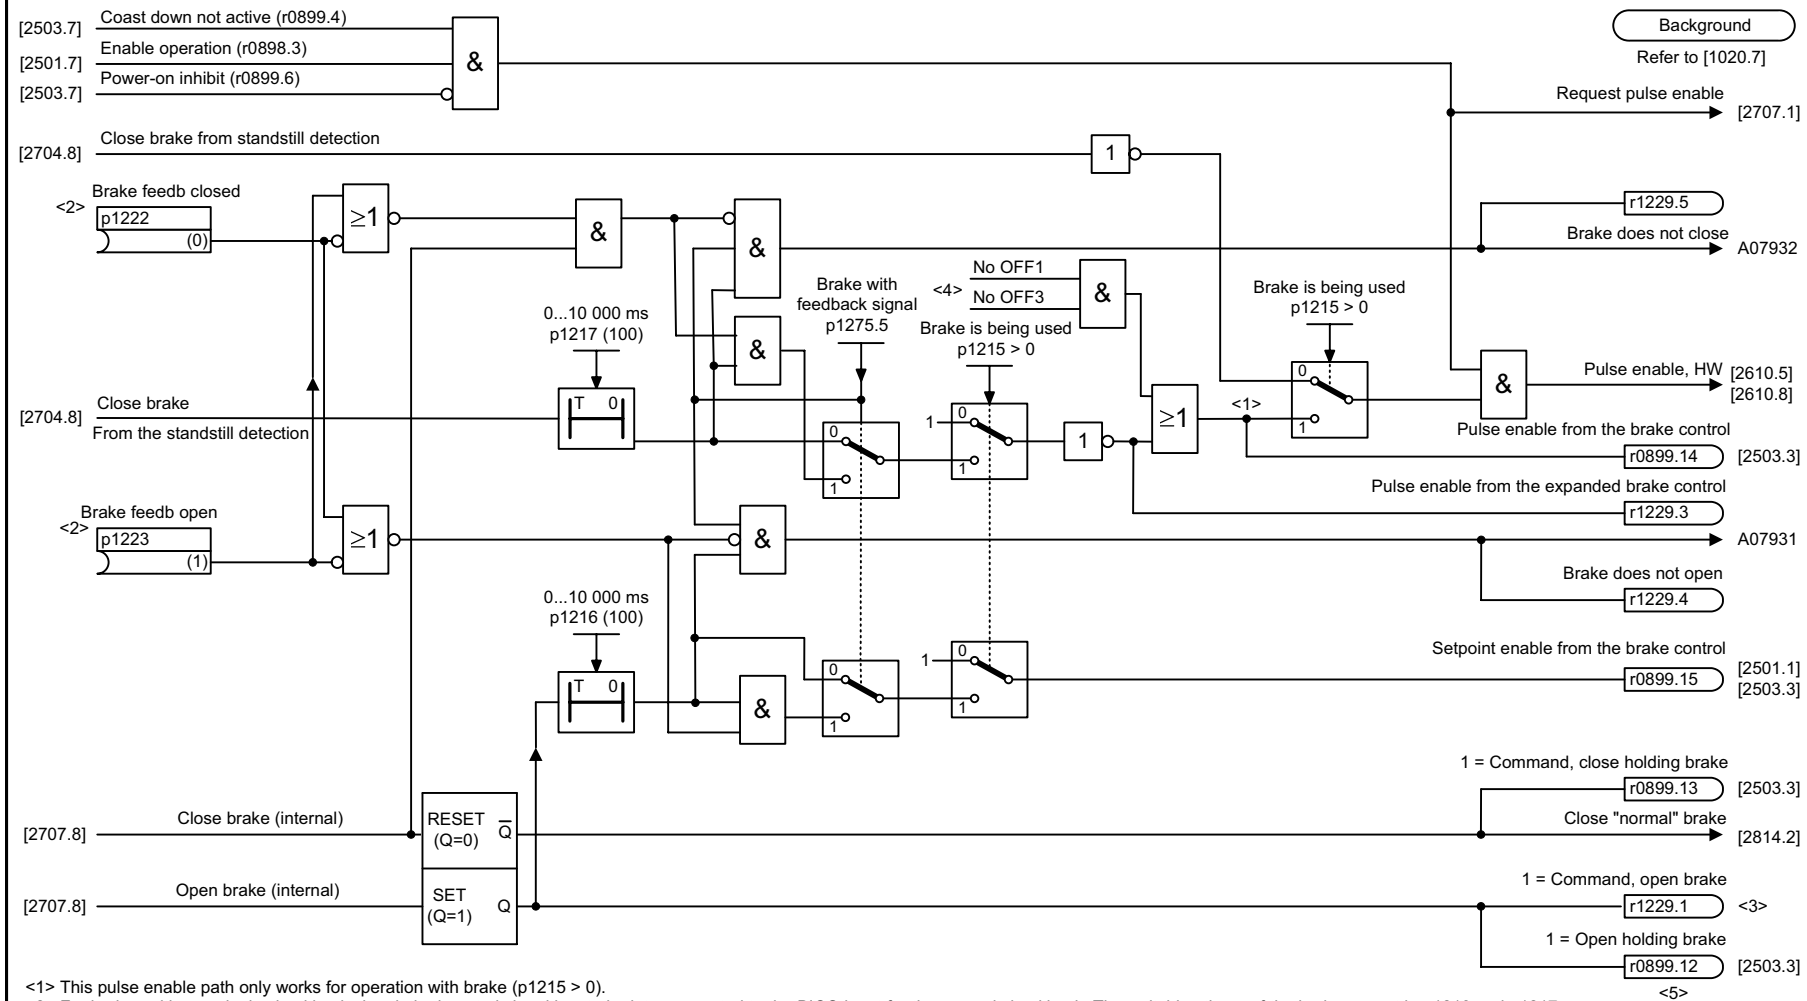 [2503.7] Coast down not active (r0899.4)
[2501.7] Enable operation (r0898.3)
[2503.7] Power-on inhibit (r0899.6)
&
Background
Refer to [1020.7]
Request pulse enable
[2707.1]
[2704.8] Close brake from standstill detection
1
Brake feedb closed
<2>
p1222
(0)
≥1
&
&
r1229.5
Brake does not close
A07932
No OFF1
<4>
No OFF3
&
Brake with
feedback signal
p1275.5
Brake is being used
p1215 > 0
Brake is being used
p1215 > 0
0...10 000 ms
p1217 (100)
&
0
1
&
Pulse enable, HW
[2610.5]
[2610.8]
[2704.8] Close brake
From the standstill detection
T 0
0
1
1
0
1
1
≥1
<1>
Pulse enable from the brake control
r0899.14
[2503.3]
Pulse enable from the expanded brake control
r1229.3
Brake feedb open
<2>
p1223
(1)
≥1
&
A07931
Brake does not open
r1229.4
0...10 000 ms
p1216 (100)
T 0
&
0
1
1
0
1
Setpoint enable from the brake control
r0899.15
[2501.1]
[2503.3]
1 = Command, close holding brake
r0899.13
[2503.3]
[2707.8] Close brake (internal)
RESET
(Q=0)
Q̅
Close "normal" brake
[2814.2]
[2707.8] Open brake (internal)
SET
(Q=1)
Q
1 = Command, open brake
r1229.1
<3>
1 = Open holding brake
r0899.12
[2503.3]
<5>
<1> This pulse enable path only works for operation with brake (p1215 > 0).